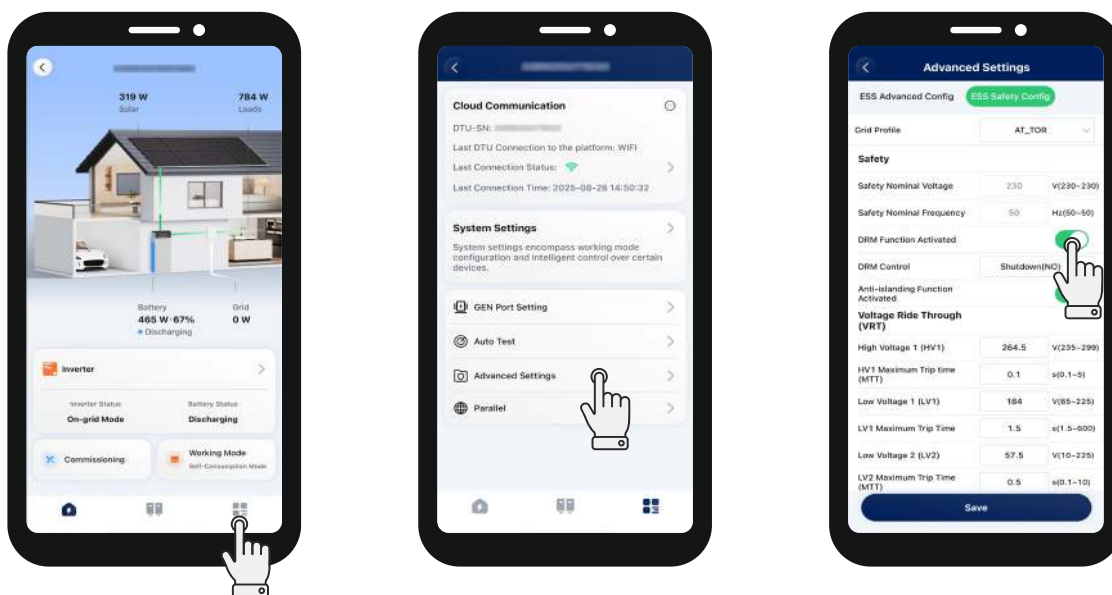 319 W
Solar
784 W
Loads
Battery
465 W·67%
Discharging
Grid
0 W
Inverter
Inverter Status
On-grid Mode
Battery Status
Discharging
Commissioning
Working Mode
Self-Consumption Mode
Cloud Communication
DTU-SN:
Last DTU Connection to the platform: WIFI
Last Connection Status:
Last Connection Time: 2025-08-28 14:50:32
System Settings
System settings encompass working mode
configuration and intelligent control over certain
devices.
GEN Port Setting
Auto Test
Advanced Settings
Parallel
Advanced Settings
ESS Advanced Config
ESS Safety Config
Grid Profile
AT_TOR
Safety
Safety Nominal Voltage 230 V(230~230)
Safety Nominal Frequency 50 Hz(50~50)
DRM Function Activated
DRM Control Shutdown(NO)
Anti-islanding Function
Activated
Voltage Ride Through
(VRT)
High Voltage 1 (HV1) 264.5 V(235~299)
HV1 Maximum Trip time
(MTT) 0.1 s(0.1~5)
Low Voltage 1 (LV1) 184 V(65~225)
LV1 Maximum Trip Time 1.5 s(1.5~600)
Low Voltage 2 (LV2) 57.5 V(10~225)
LV2 Maximum Trip Time
(MTT) 0.5 s(0.1~10)
Save